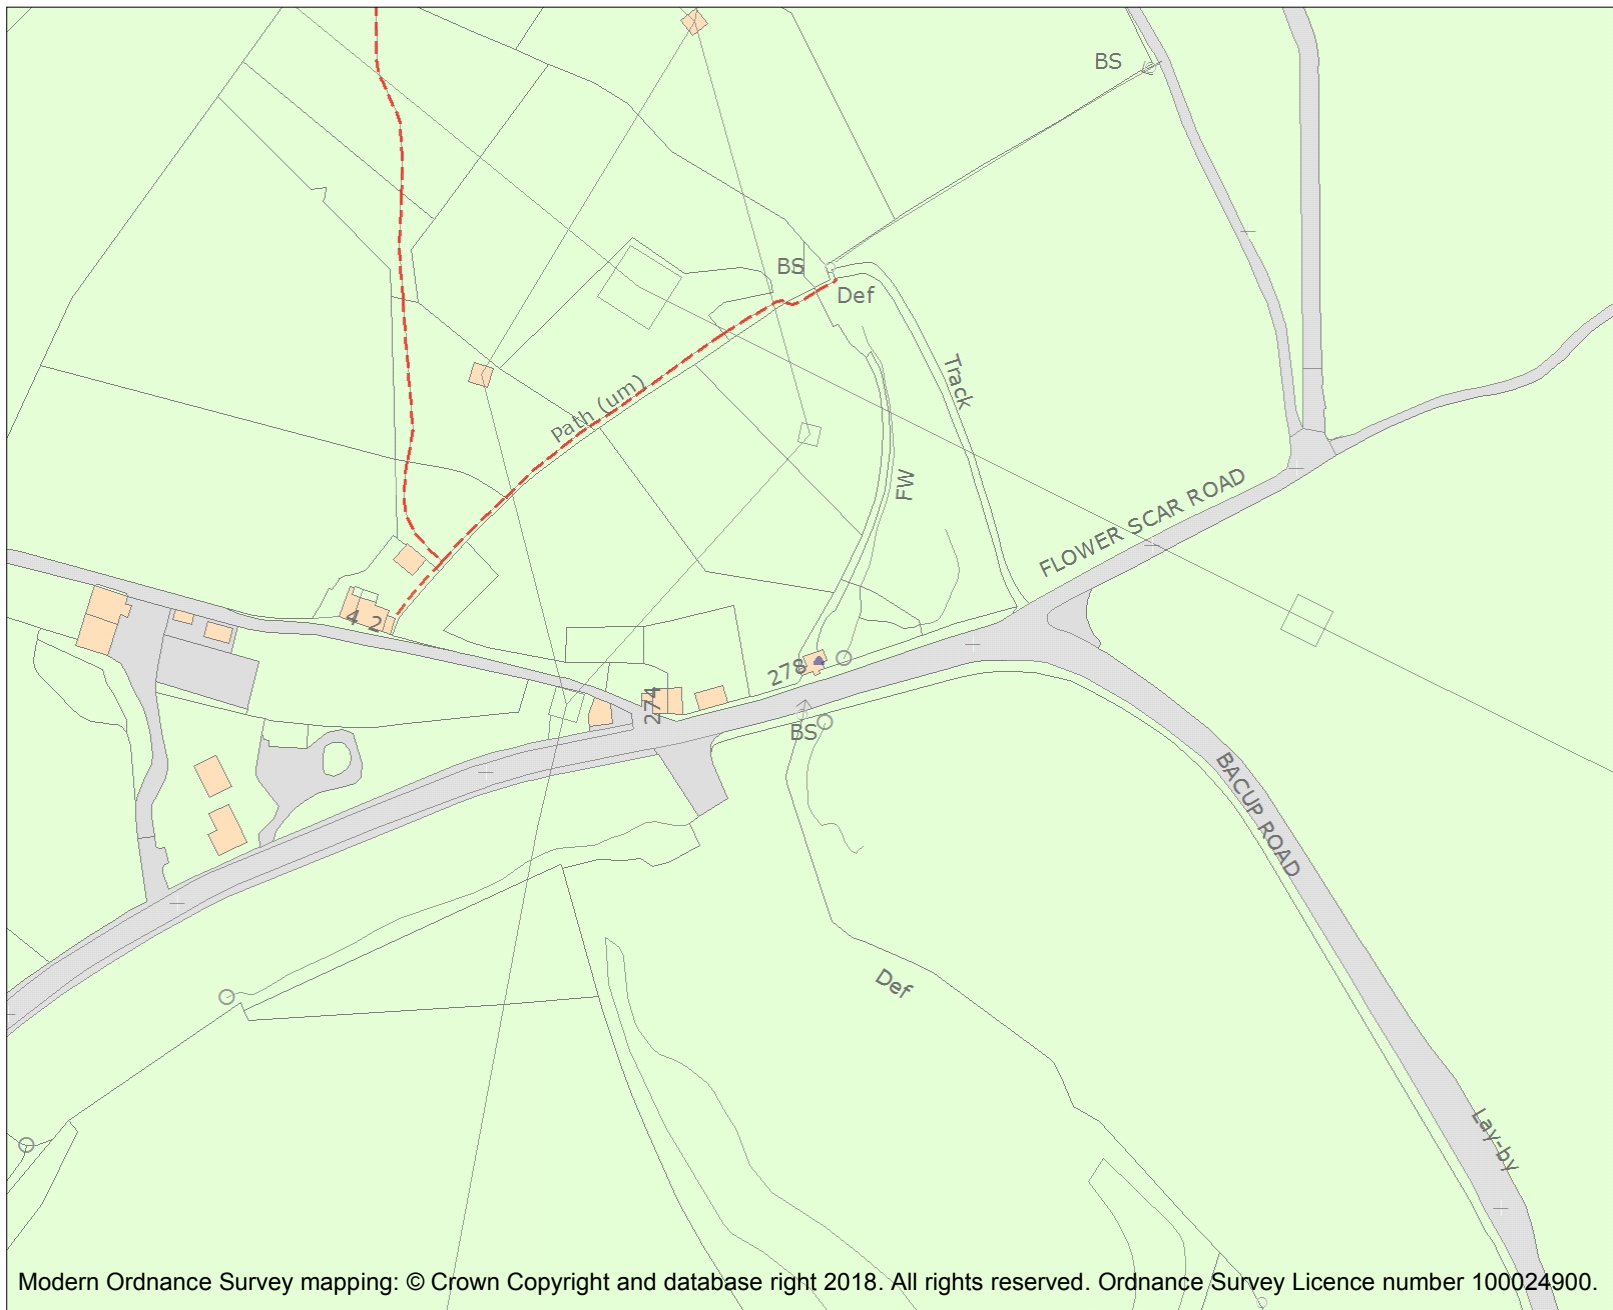 BS
BS
Def
Track
Path (um)
FW
FLOWER SCAR ROAD
4
2
278
274
BS
BACUP ROAD
Def
Lay-by
Modern Ordnance Survey mapping: © Crown Copyright and database right 2018. All rights reserved. Ordnance Survey Licence number 100024900.